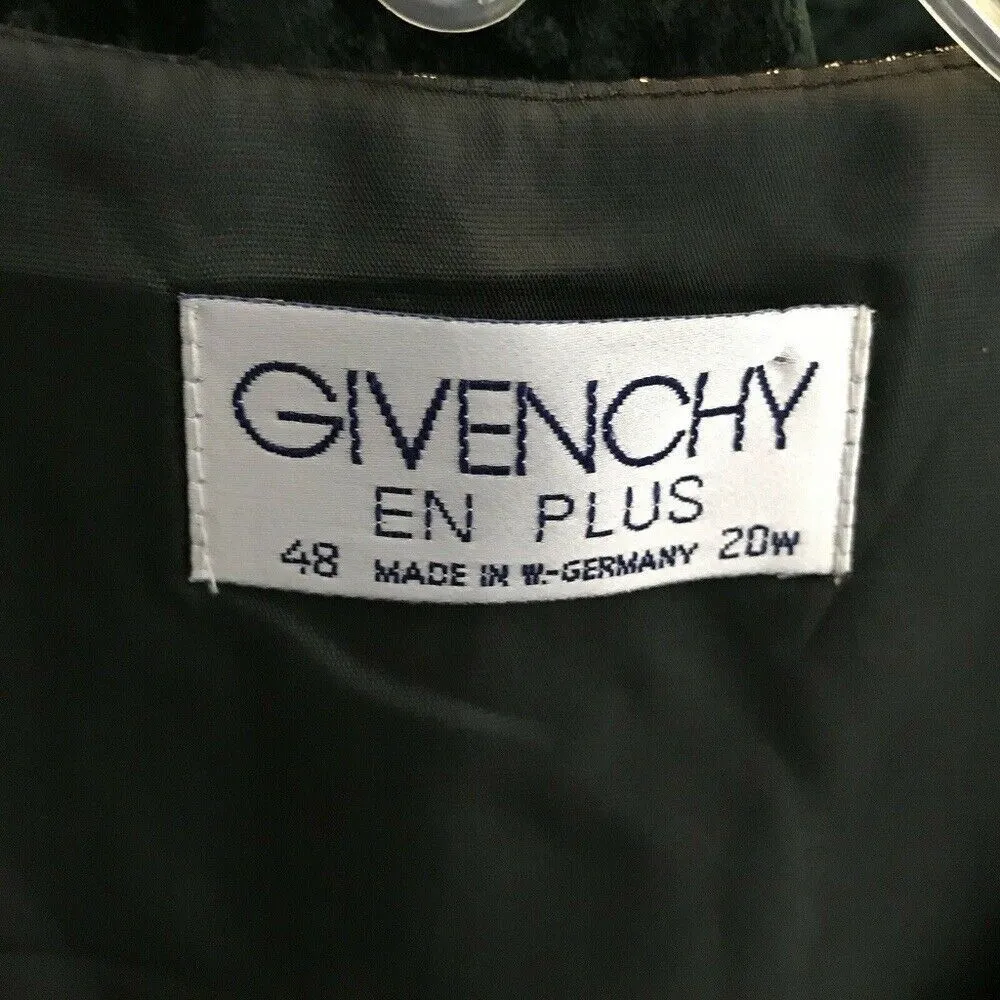 GIVENCHY
EN PLUS
48 MADE IN W.-GERMANY 20W